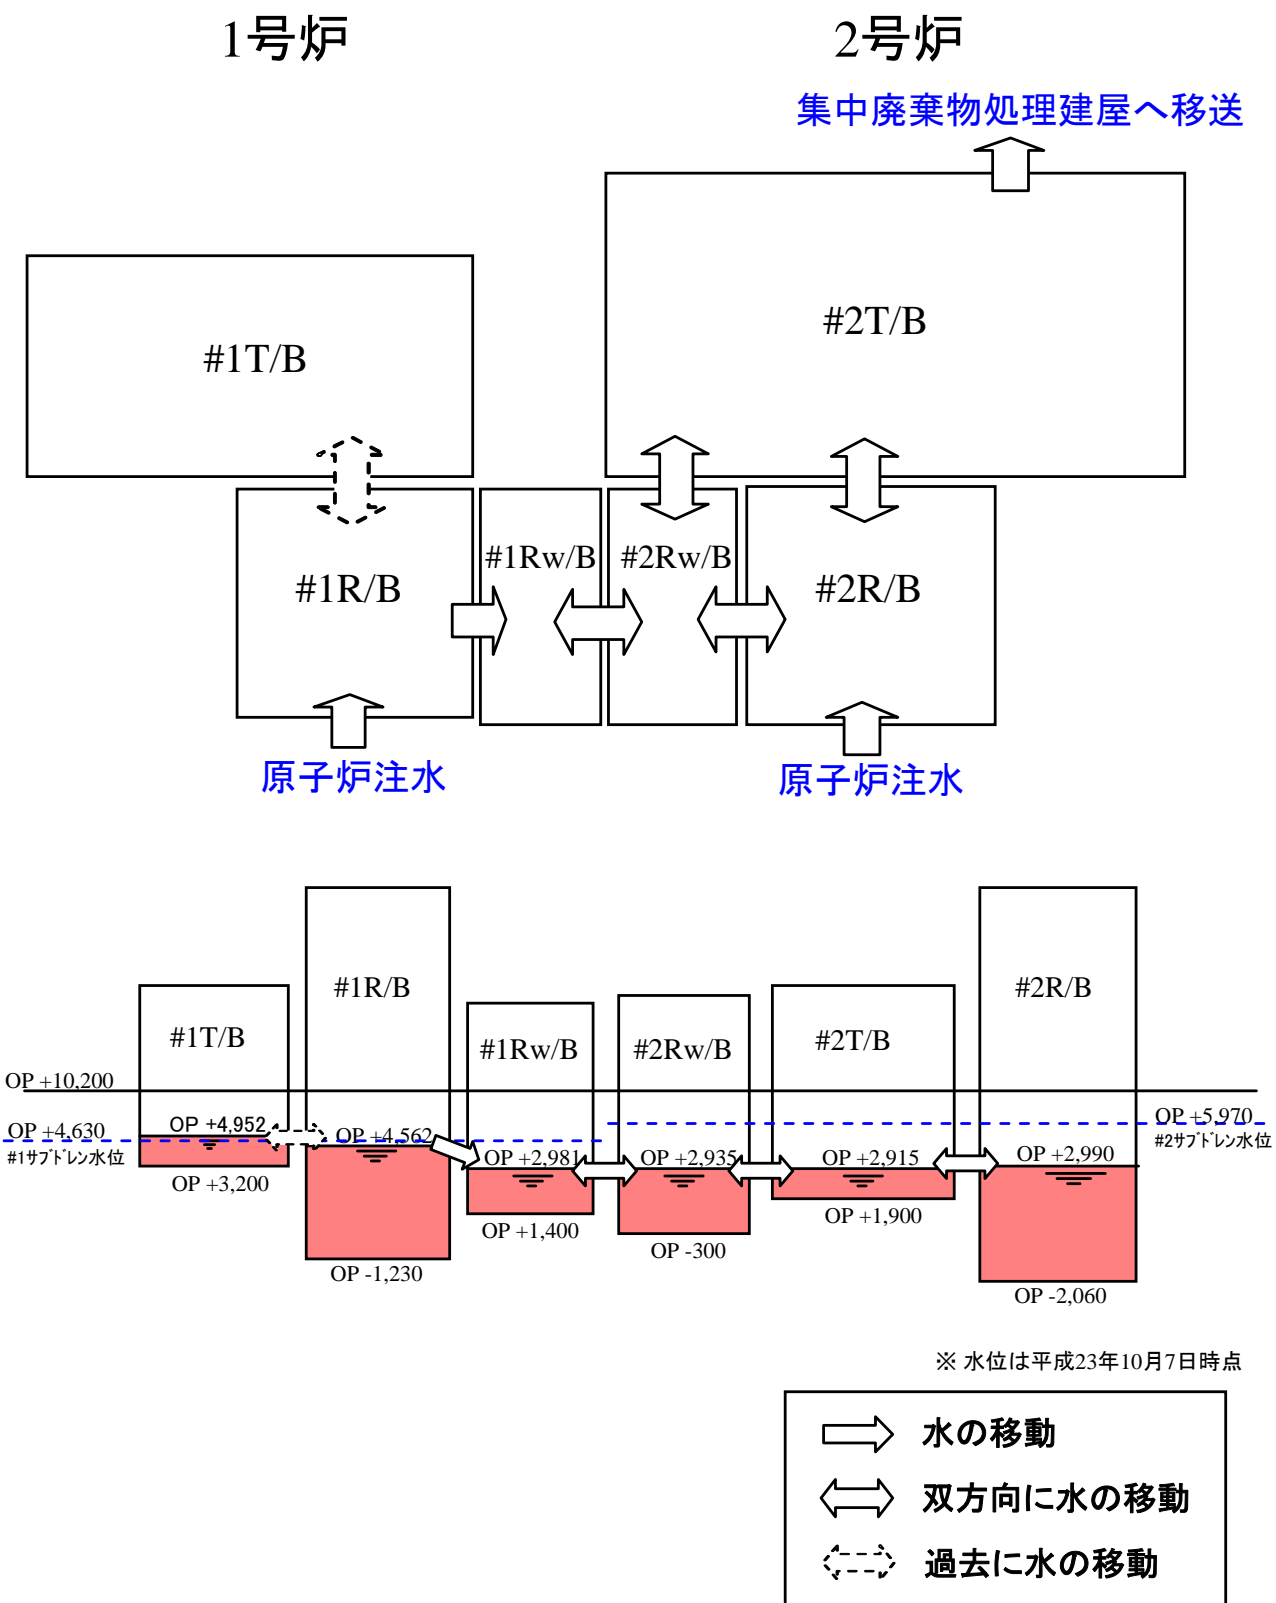 1号炉
2号炉
集中廃棄物処理建屋へ移送
#1T/B
#2T/B
#1R/B
#1Rw/B
#2Rw/B
#2R/B
原子炉注水
原子炉注水
#1T/B
#1R/B
#1Rw/B
#2Rw/B
#2T/B
#2R/B
OP +10,200
OP +4,630
#1サブドレン水位
OP +4,952
OP +4,562
OP +2,981
OP +2,935
OP +2,915
OP +2,990
OP +5,970
#2サブドレン水位
OP +3,200
OP -1,230
OP +1,400
OP -300
OP +1,900
OP -2,060
※ 水位は平成23年10月7日時点
水の移動
双方向に水の移動
過去に水の移動